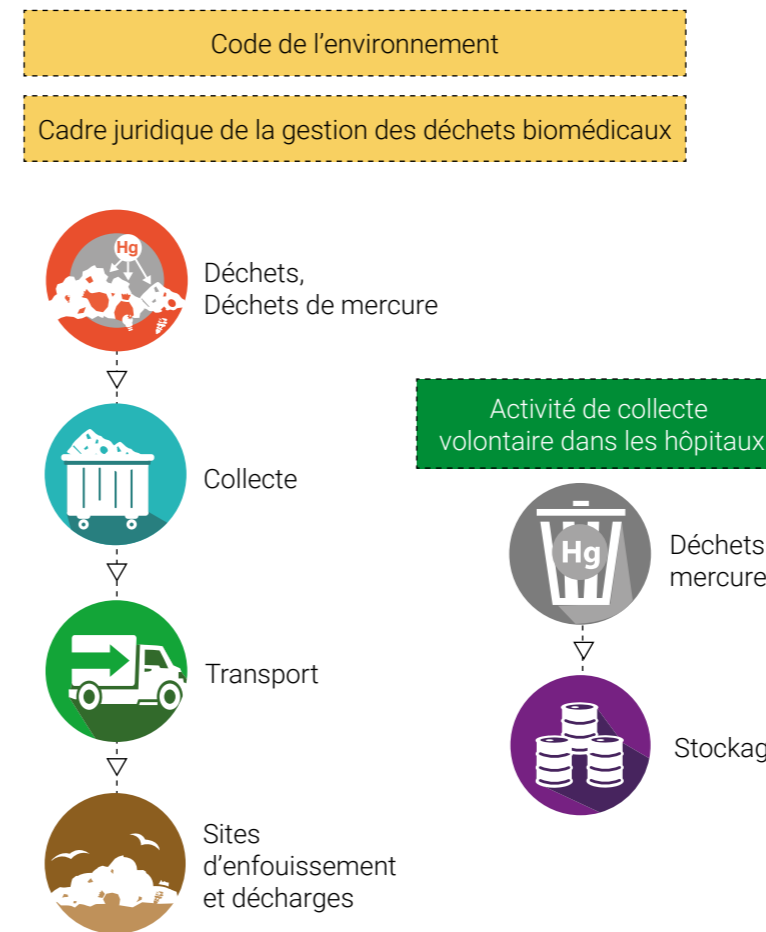 Code de l’environnement
Cadre juridique de la gestion des déchets biomédicaux
Hg
Déchets,
Déchets de mercure
Collecte
Transport
Sites
d’enfouissement
et décharges
Activité de collecte
volontaire dans les hôpitaux
Hg
Déchets
mercure